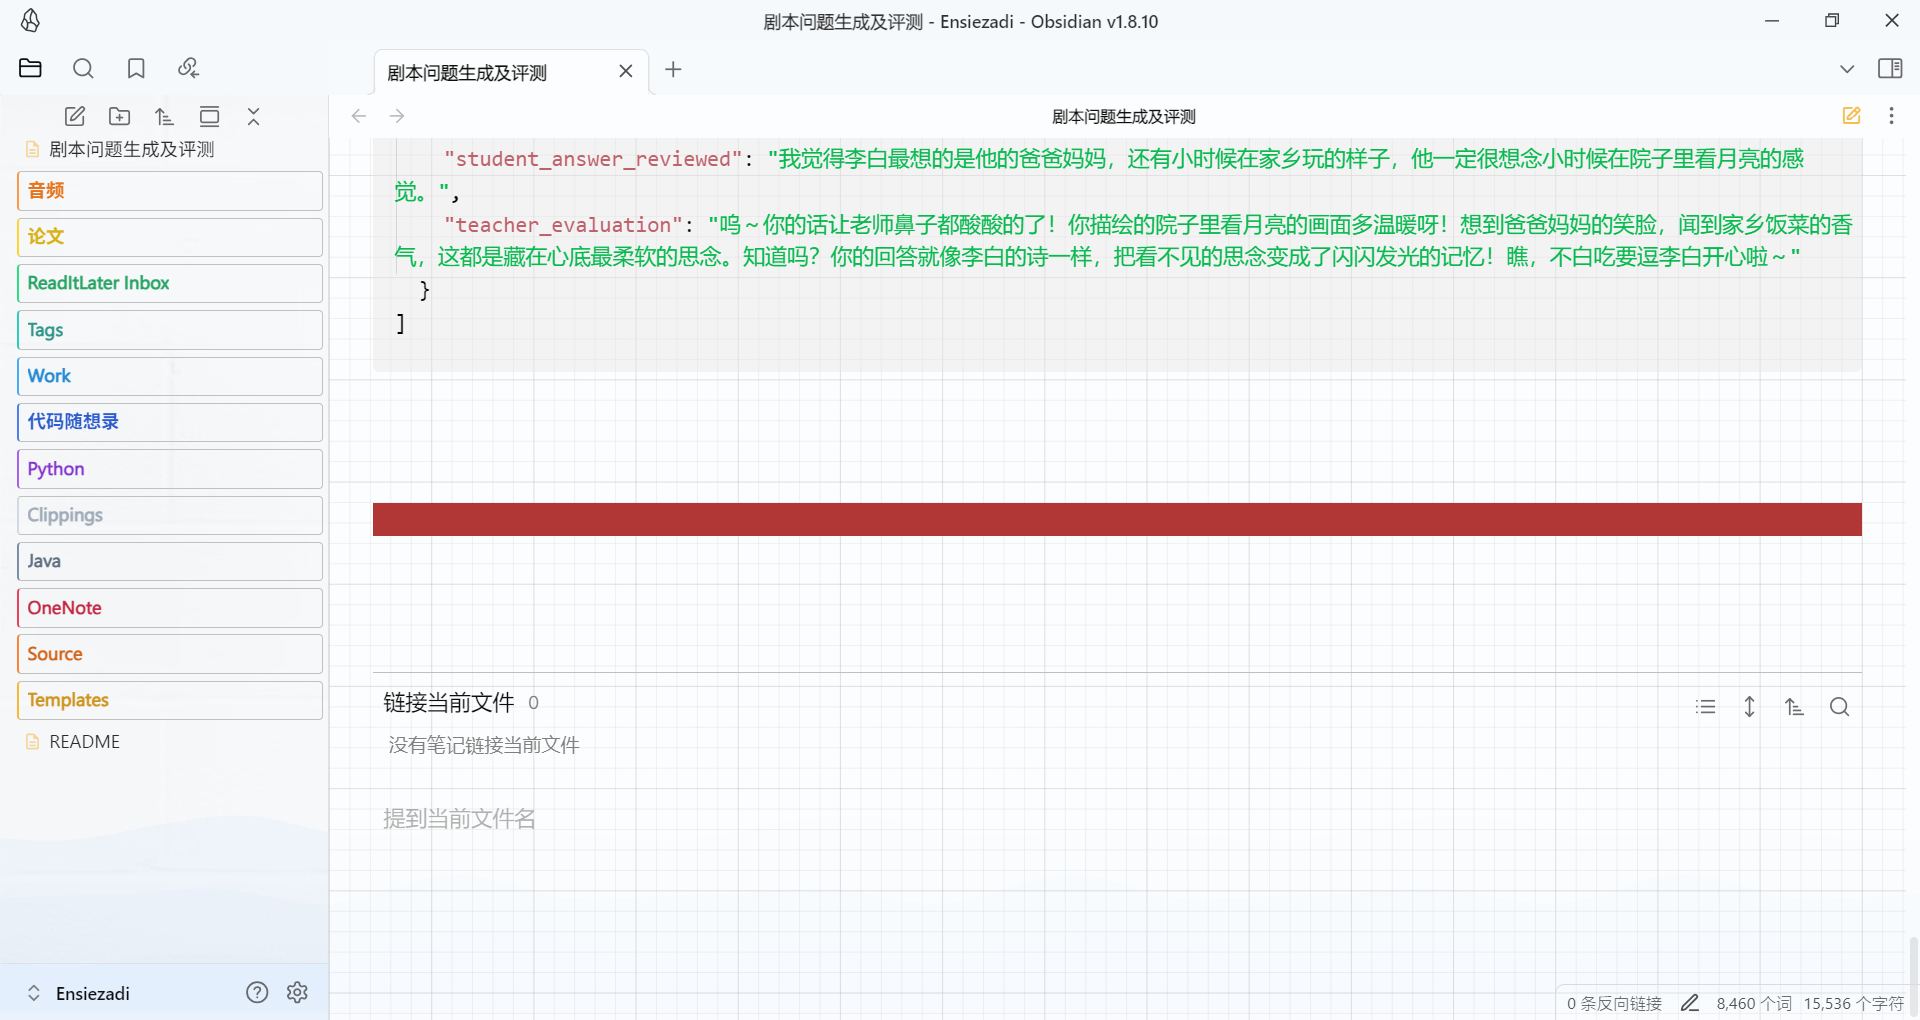 剧本问题生成及评测 - Ensiezadi - Obsidian v1.8.10
剧本问题生成及评测
剧本问题生成及评测
剧本问题生成及评测
音频
论文
ReadItLater Inbox
Tags
Work
代码随想录
Python
Clippings
Java
OneNote
Source
Templates
README
Ensiezadi
"student_answer_reviewed": "我觉得李白最想的是他的爸爸妈妈，还有小时候在家乡玩的样子，他一定很想念小时候在院子里看月亮的感
觉。",
"teacher_evaluation": "呜～你的话让老师鼻子都酸酸的了！你描绘的院子里看月亮的画面多温暖呀！想到爸爸妈妈的笑脸，闻到家乡饭菜的香
气，这都是藏在心底最柔软的思念。知道吗？你的回答就像李白的诗一样，把看不见的思念变成了闪闪发光的记忆！瞧，不白吃要逗李白开心啦～"
}
]
链接当前文件 0
没有笔记链接当前文件
提到当前文件名
0 条反向链接 8,460 个词 15,536 个字符